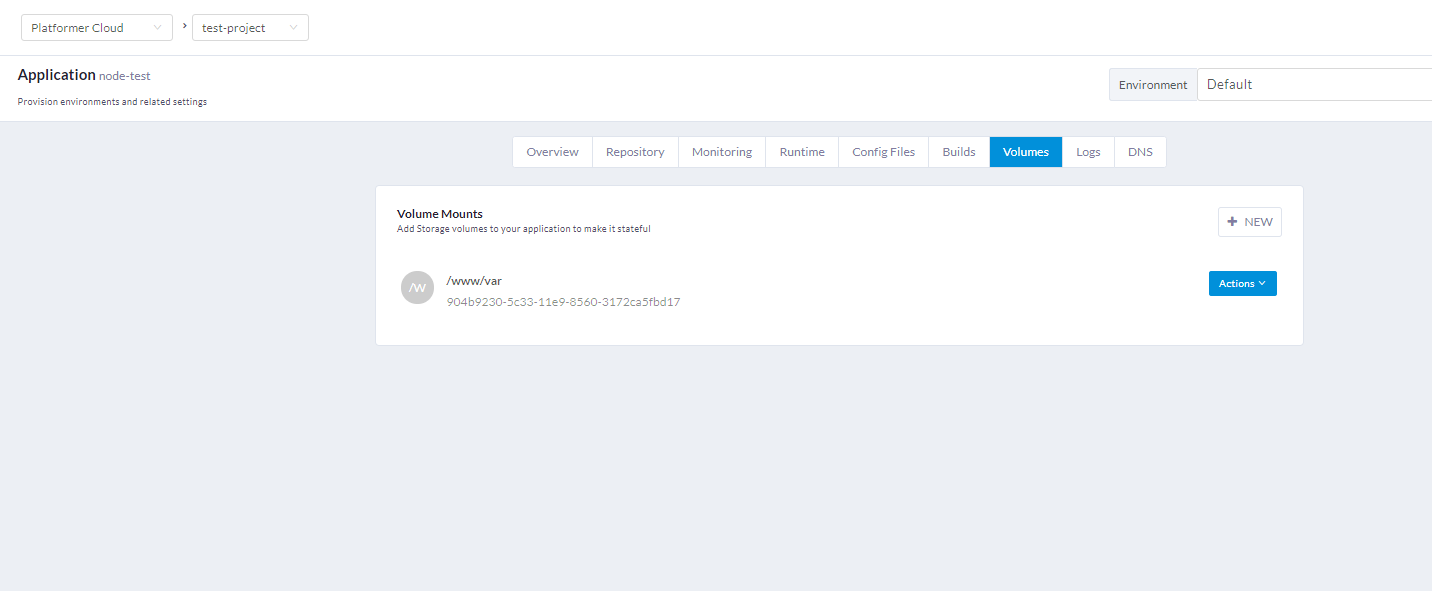 Platformer Cloud > test-project
Application node-test
Provision environments and related settings
Environment Default
Overview Repository Monitoring Runtime Config Files Builds Volumes Logs DNS
Volume Mounts
Add Storage volumes to your application to make it stateful
+ NEW
/W
/www/var
904b9230-5c33-11e9-8560-3172ca5fbd17
Actions